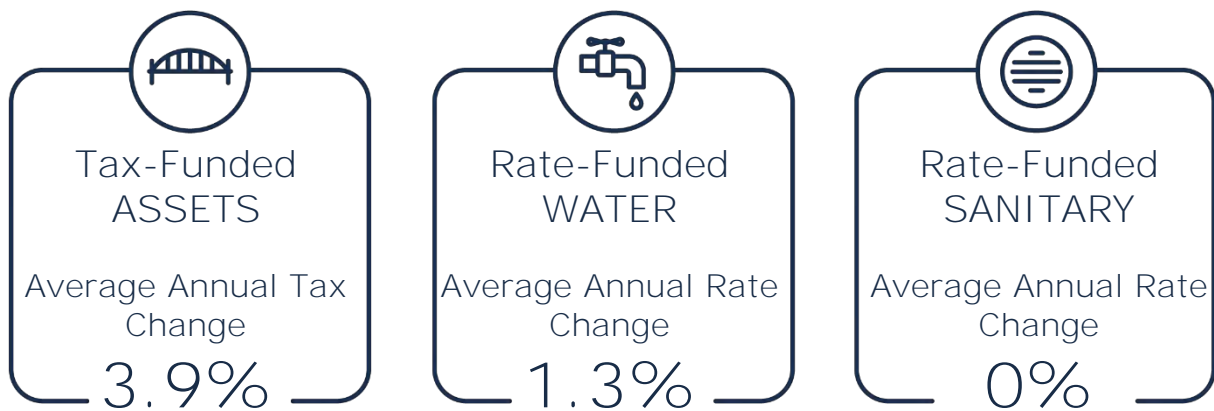 Tax-Funded
ASSETS
Average Annual Tax
Change
3.9%
Rate-Funded
WATER
Average Annual Rate
Change
1.3%
Rate-Funded
SANITARY
Average Annual Rate
Change
0%